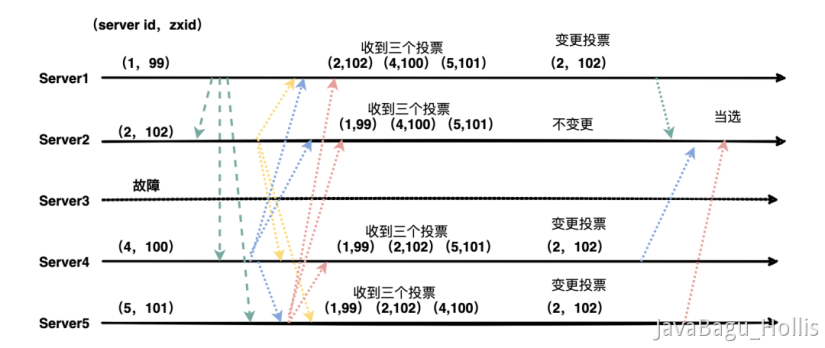 （server id，zxid）
收到三个投票 变更投票
（1，99） （2,102）（4,100）（5,101） （2，102）
Server1
收到三个投票
（2，102） （1,99）（4,100）（5,101） 不变更 当选
Server2
故障
Server3
收到三个投票 变更投票
（4，100） （1,99）（2,102）（5,101） （2，102）
Server4
收到三个投票 变更投票
（5，101） （1,99）（2,102）（4,100） （2，102）
Server5
JavaBagu_Hollis